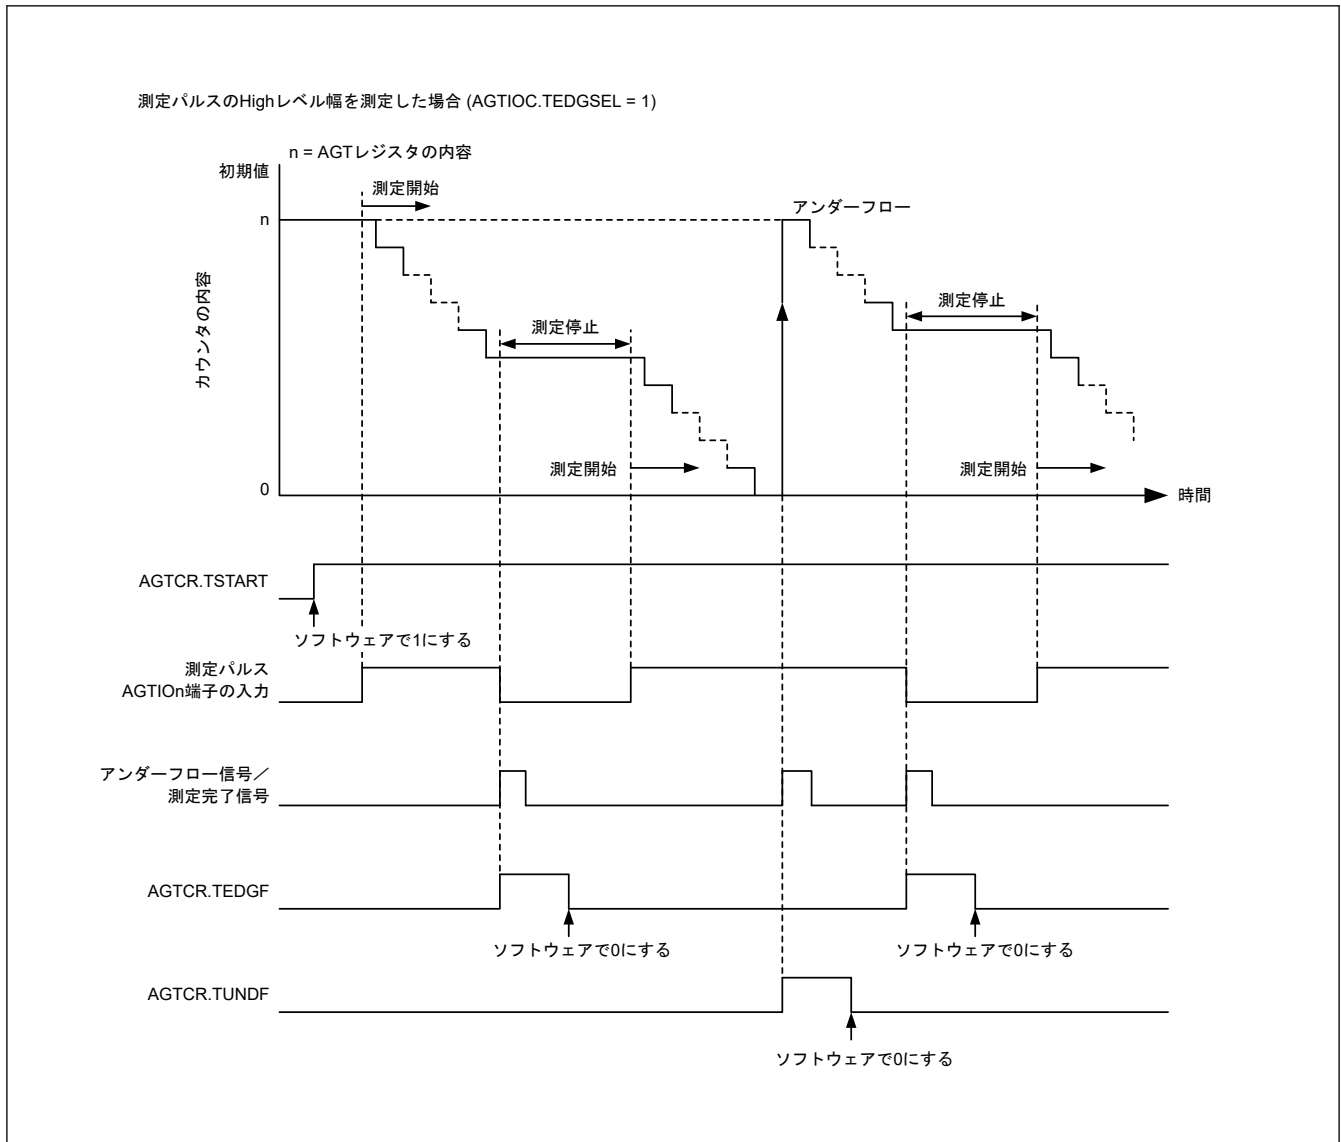 測定パルスのHighレベル幅を測定した場合 (AGTIOC.TEDGSEL = 1)
n = AGTレジスタの内容
初期値
測定開始
n
アンダーフロー
カウンタの内容
測定停止
測定停止
測定開始
測定開始
0
時間
AGTCR.TSTART
ソフトウェアで1にする
測定パルス
AGTIOn端子の入力
アンダーフロー信号/
測定完了信号
AGTCR.TEDGF
ソフトウェアで0にする
ソフトウェアで0にする
AGTCR.TUNDF
ソフトウェアで0にする